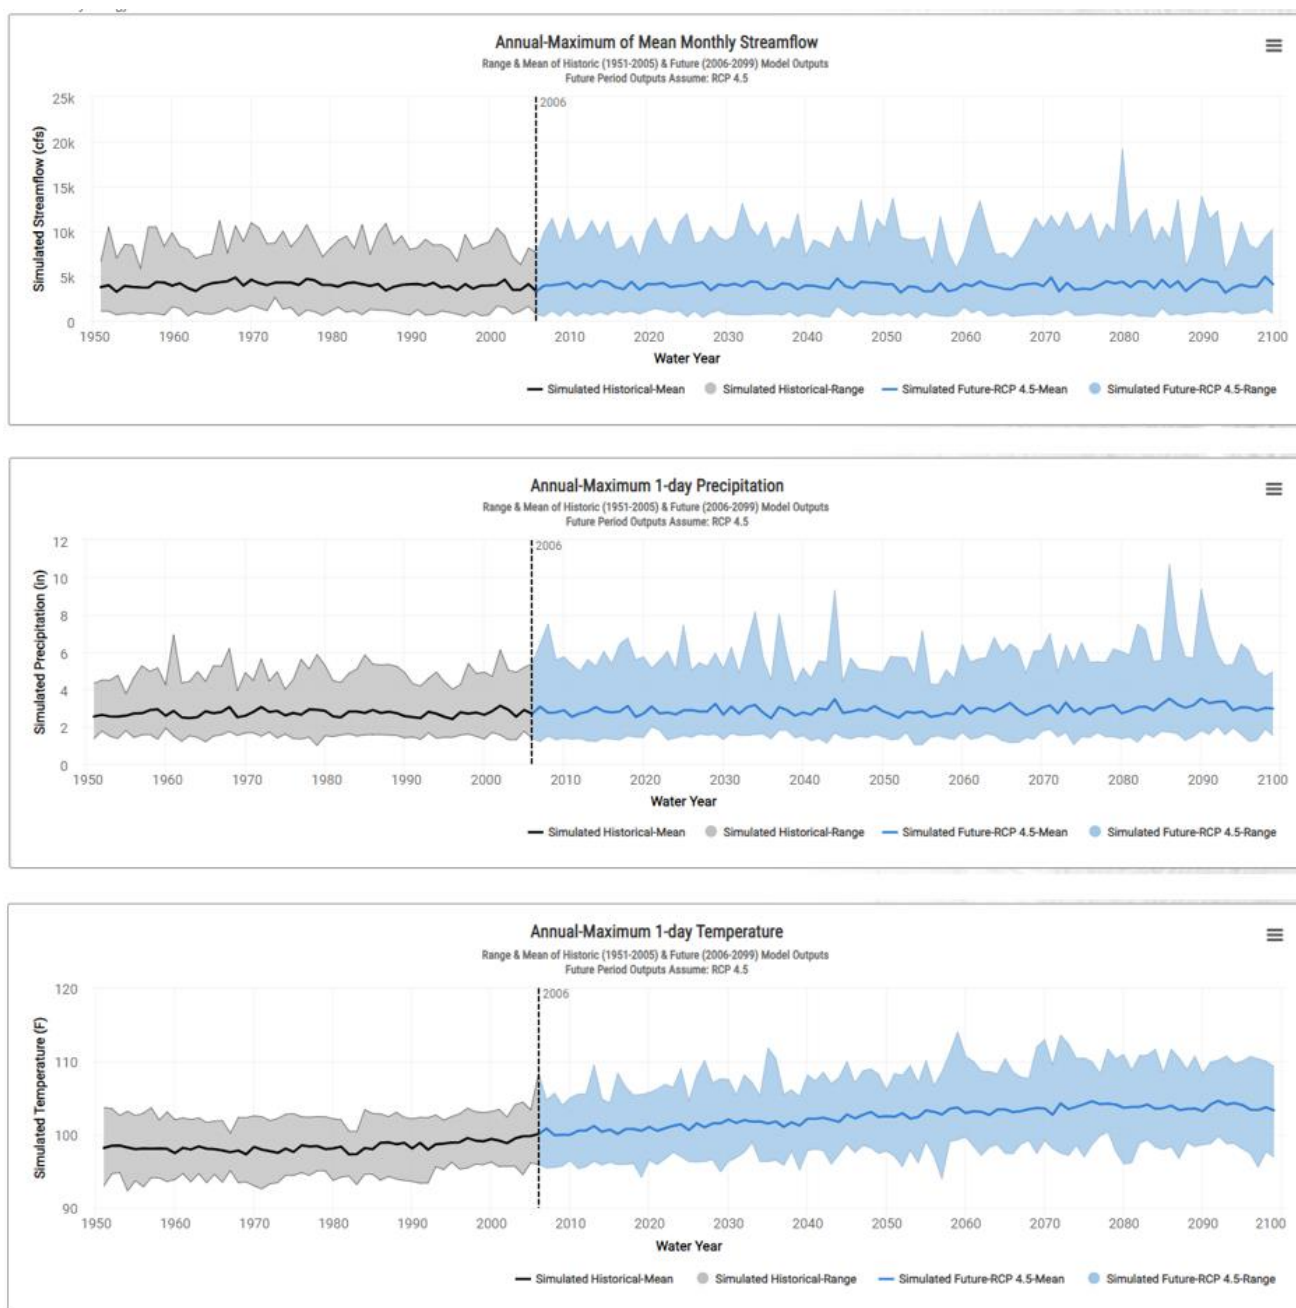 Annual-Maximum of Mean Monthly Streamflow
Range & Mean of Historic (1951-2005) & Future (2006-2099) Model Outputs
Future Period Outputs Assume: RCP 4.5
25k
20k
15k
10k
5k
0
Simulated Streamflow (cfs)
2006
1950 1960 1970 1980 1990 2000 2010 2020 2030 2040 2050 2060 2070 2080 2090 2100
Water Year
Simulated Historical-Mean Simulated Historical-Range Simulated Future-RCP 4.5-Mean Simulated Future-RCP 4.5-Range
Annual-Maximum 1-day Precipitation
Range & Mean of Historic (1951-2005) & Future (2006-2099) Model Outputs
Future Period Outputs Assume: RCP 4.5
12
10
8
6
4
2
0
Simulated Precipitation (in)
2006
1950 1960 1970 1980 1990 2000 2010 2020 2030 2040 2050 2060 2070 2080 2090 2100
Water Year
Simulated Historical-Mean Simulated Historical-Range Simulated Future-RCP 4.5-Mean Simulated Future-RCP 4.5-Range
Annual-Maximum 1-day Temperature
Range & Mean of Historic (1951-2005) & Future (2006-2099) Model Outputs
Future Period Outputs Assume: RCP 4.5
120
110
100
90
Simulated Temperature (F)
2006
1950 1960 1970 1980 1990 2000 2010 2020 2030 2040 2050 2060 2070 2080 2090 2100
Water Year
Simulated Historical-Mean Simulated Historical-Range Simulated Future-RCP 4.5-Mean Simulated Future-RCP 4.5-Range